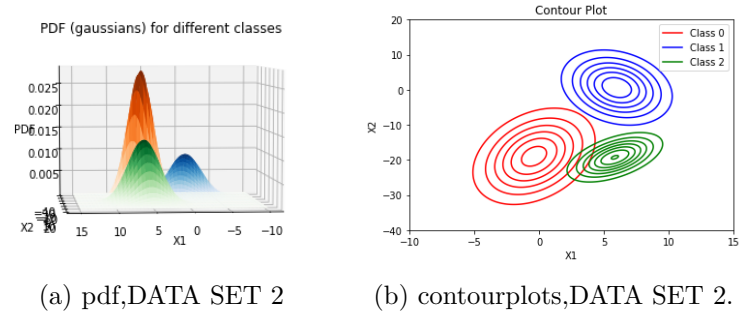 PDF (gaussians) for different classes
0.025
0.020
0.015
0.010
0.005
PDF
X2
15
10
5
0
−5
−10
X1
Contour Plot
Class 0
Class 1
Class 2
20
10
0
−10
−20
−30
−40
X2
−10
−5
0
5
10
15
X1
(a) pdf,DATA SET 2
(b) contourplots,DATA SET 2.